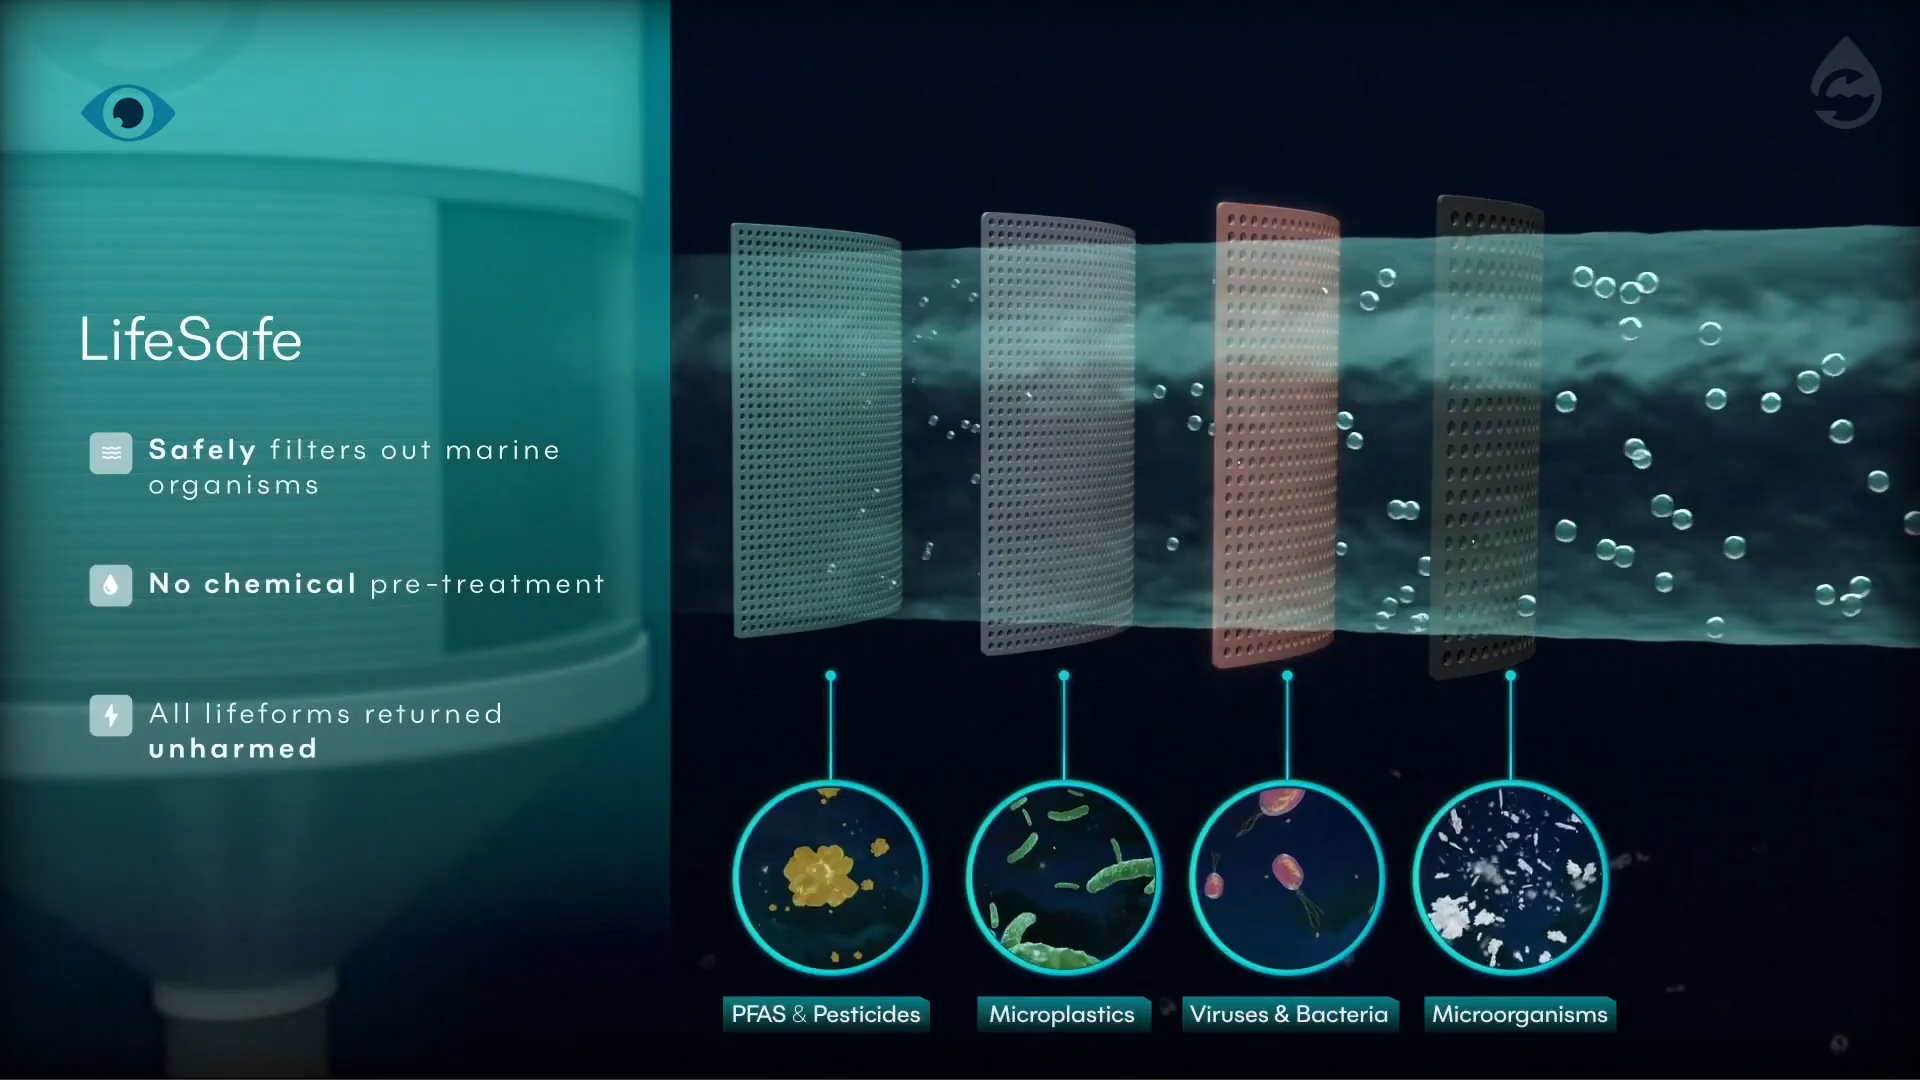 LifeSafe
Safely filters out marine
organisms
No chemical pre-treatment
All lifeforms returned
unharmed
PFAS & Pesticides
Microplastics
Viruses & Bacteria
Microorganisms